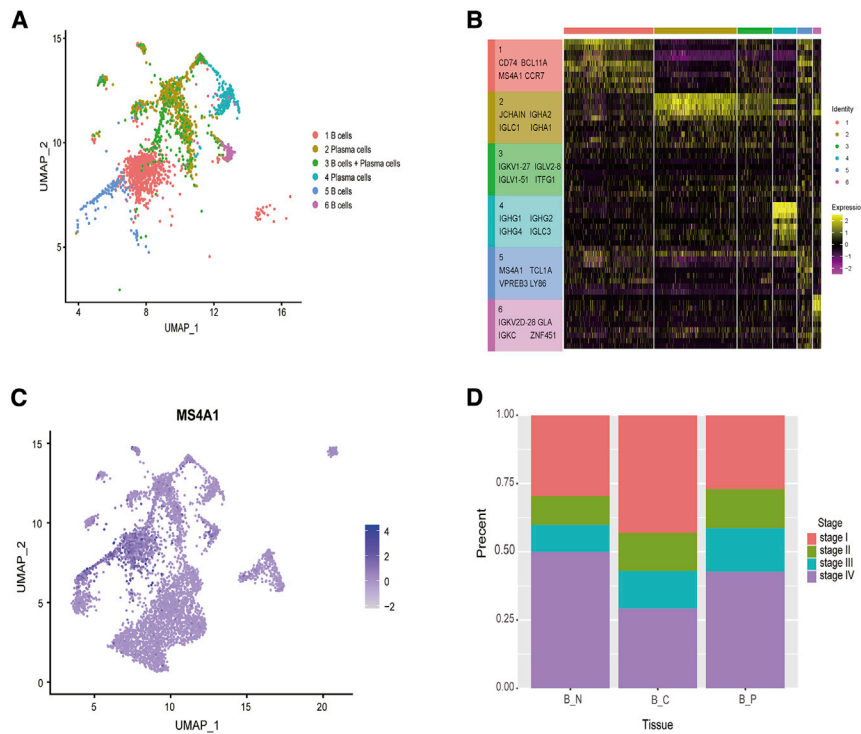 A
15
10
5
UMAP_2
4
8
12
16
UMAP_1
1 B cells
2 Plasma cells
3 B cells + Plasma cells
4 Plasma cells
5 B cells
6 B cells
B
1
CD74 BCL11A
MS4A1 CCR7
2
JCHAIN IGHA2
IGLC1 IGHA1
3
IGKV1-27 IGLV2-8
IGLV1-51 ITFG1
4
IGHG1 IGHG2
IGHG4 IGLC3
5
MS4A1 TCL1A
VPREB3 LY86
6
IGKV2D-28 GLA
IGKC ZNF451
Identity
1
2
3
4
5
6
Expressio
2
1
0
−1
−2
C
MS4A1
15
10
5
0
UMAP_2
5
10
15
20
UMAP_1
4
2
0
−2
D
1.00
0.75
0.50
0.25
0.00
Precent
B_N
B_C
B_P
Tissue
Stage
stage I
stage II
stage III
stage IV